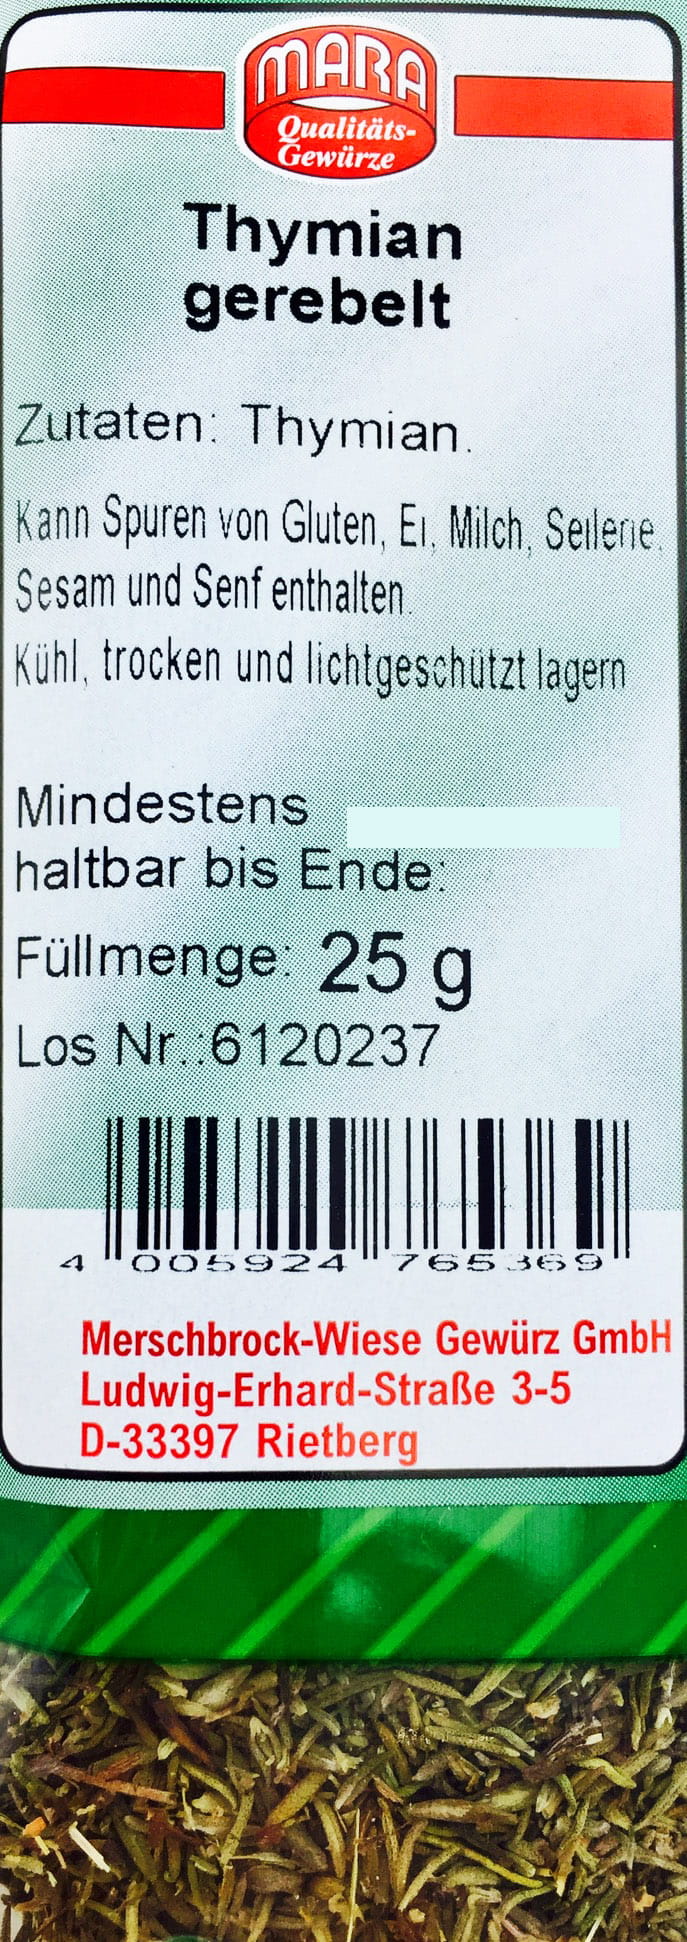 MARA
Qualitäts-
Gewürze
Thymian
gerebelt
Zutaten: Thymian.
Kann Spuren von Gluten, Ei, Milch, Sellerie,
Sesam und Senf enthalten.
Kühl, trocken und lichtgeschützt lagern
Mindestens
haltbar bis Ende:
Füllmenge: 25 g
Los Nr.:6120237
4 005924 765369
Merschbrock-Wiese Gewürz GmbH
Ludwig-Erhard-Straße 3-5
D-33397 Rietberg